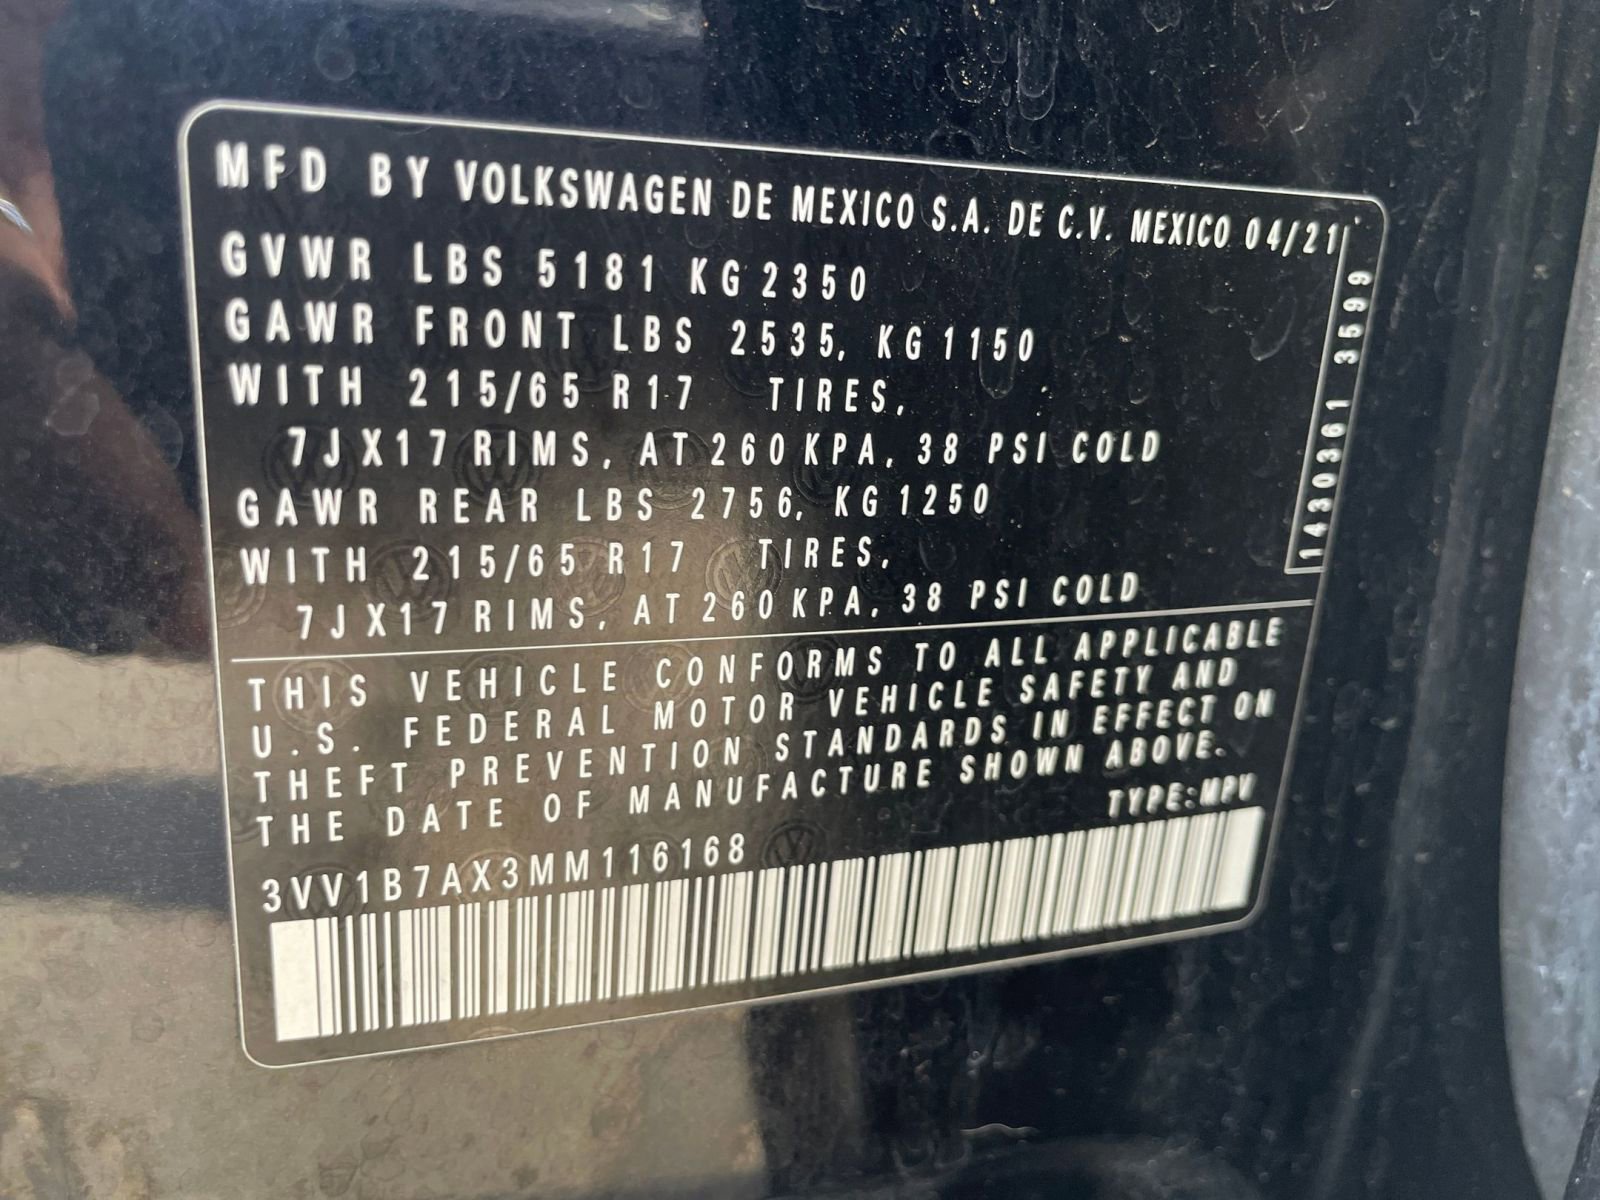 MFD BY VOLKSWAGEN DE MEXICO S.A. DE C.V. MEXICO 04/21
GVWR LBS 5181 KG 2350
GAWR FRONT LBS 2535, KG 1150
WITH 215/65 R17 TIRES,
7JX17 RIMS, AT 260 KPA, 38 PSI COLD
GAWR REAR LBS 2756, KG 1250
WITH 215/65 R17 TIRES,
7JX17 RIMS, AT 260 KPA, 38 PSI COLD
1430361 3599
THIS VEHICLE CONFORMS TO ALL APPLICABLE
U.S. FEDERAL MOTOR VEHICLE SAFETY AND
THEFT PREVENTION STANDARDS IN EFFECT ON
THE DATE OF MANUFACTURE SHOWN ABOVE.
TYPE:MPV
3VV1B7AX3MM116168